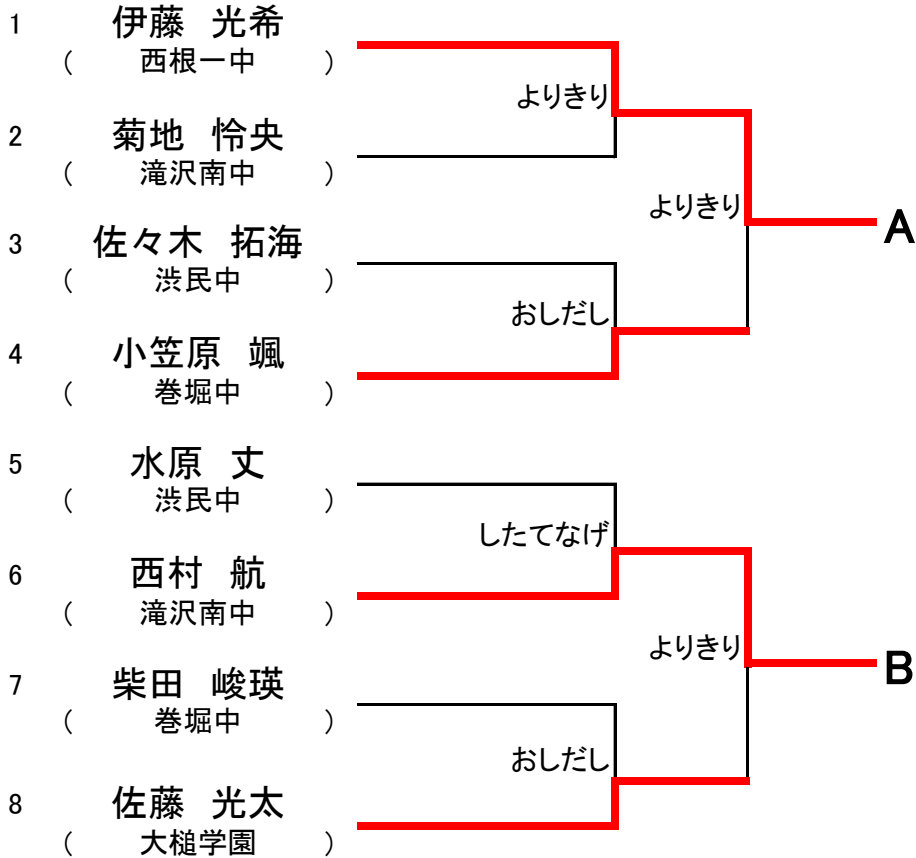 1 伊藤 光希
( 西根一中 )
よりきり
2 菊地 怜央
( 滝沢南中 )
よりきり
A
3 佐々木 拓海
( 渋民中 )
おしだし
4 小笠原 颯
( 巻堀中 )
5 水原 丈
( 渋民中 )
したてなげ
6 西村 航
( 滝沢南中 )
よりきり
B
7 柴田 峻瑛
( 巻堀中 )
おしだし
8 佐藤 光太
( 大槌学園 )